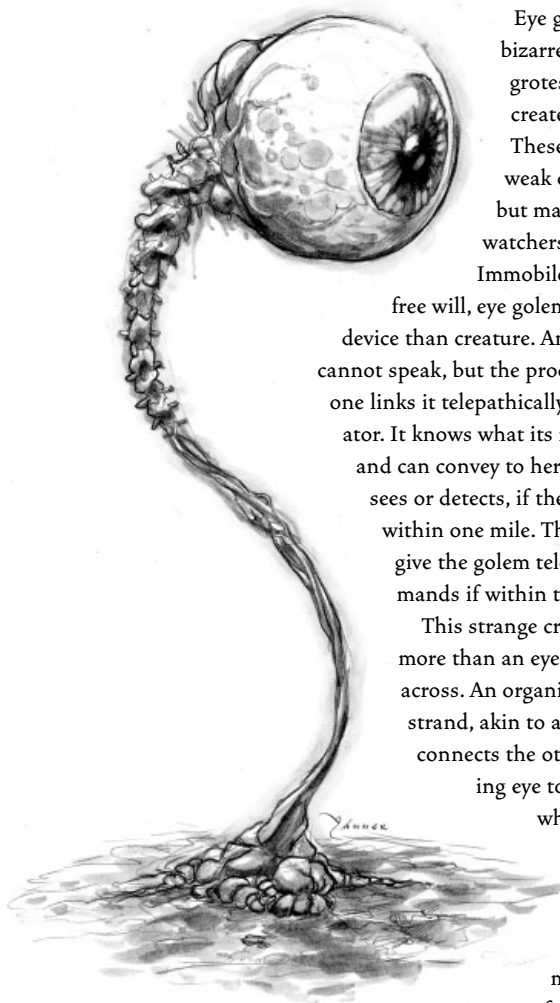 Eye g
bizarre
grotes
create
These
weak o
but ma
watchers
Immobile
free will, eye golem
device than creature. An
cannot speak, but the proc
one links it telepathically
ator. It knows what its
and can convey to her
sees or detects, if the
within one mile. Th
give the golem tele
mands if within t
This strange cr
more than an eye
across. An organi
strand, akin to a
connects the ot
ing eye to
wh